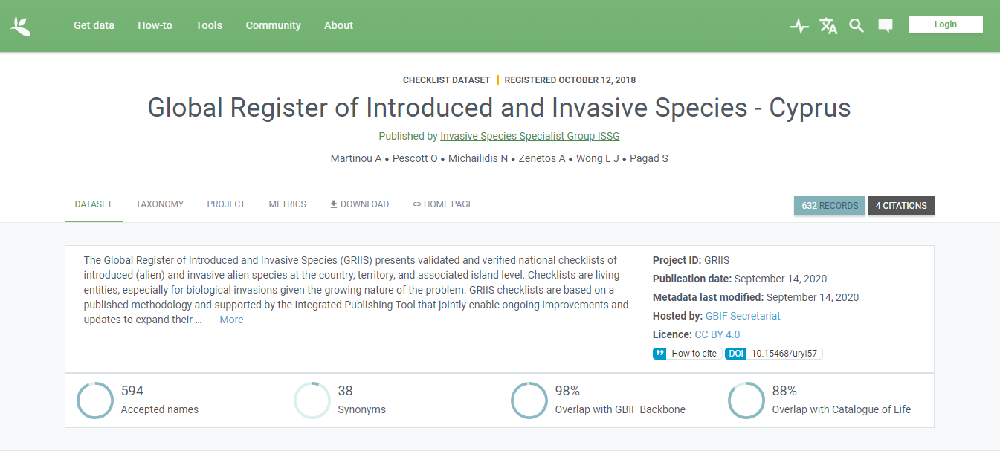 Get data How-to Tools Community About Login
CHECKLIST DATASET REGISTERED OCTOBER 12, 2018
Global Register of Introduced and Invasive Species - Cyprus
Published by Invasive Species Specialist Group ISSG
Martinou A • Pescott O • Michailidis N • Zenetos A • Wong L J • Pagad S
DATASET TAXONOMY PROJECT METRICS DOWNLOAD HOME PAGE 632 RECORDS 4 CITATIONS
The Global Register of Introduced and Invasive Species (GRIIS) presents validated and verified national checklists of
introduced (alien) and invasive alien species at the country, territory, and associated island level. Checklists are living
entities, especially for biological invasions given the growing nature of the problem. GRIIS checklists are based on a
published methodology and supported by the Integrated Publishing Tool that jointly enable ongoing improvements and
updates to expand their ... More
Project ID: GRIIS
Publication date: September 14, 2020
Metadata last modified: September 14, 2020
Hosted by: GBIF Secretariat
Licence: CC BY 4.0
How to cite DOI 10.15468/uryl57
594
Accepted names
38
Synonyms
98%
Overlap with GBIF Backbone
88%
Overlap with Catalogue of Life